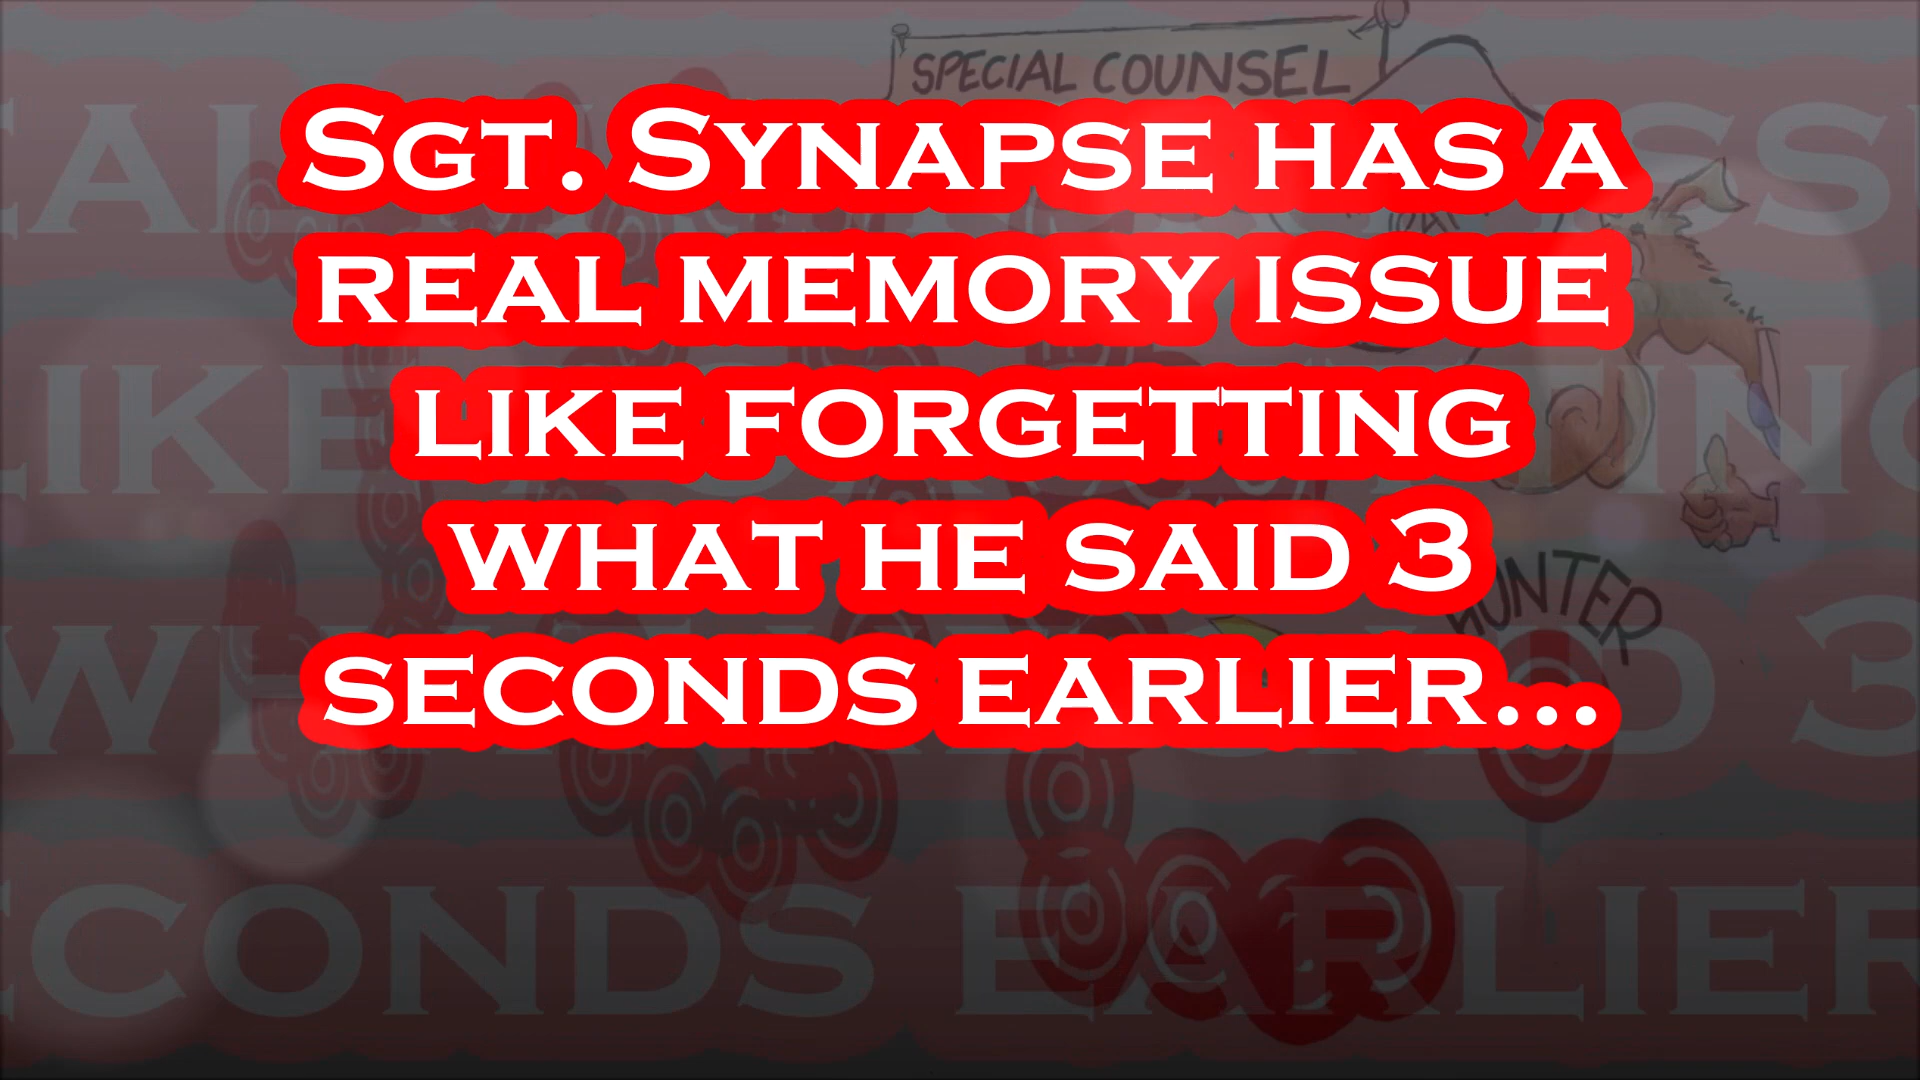 SPECIAL COUNSEL
SGT. SYNAPSE HAS A
REAL MEMORY ISSUE
LIKE FORGETTING
WHAT HE SAID 3
SECONDS EARLIER...
HUNTER